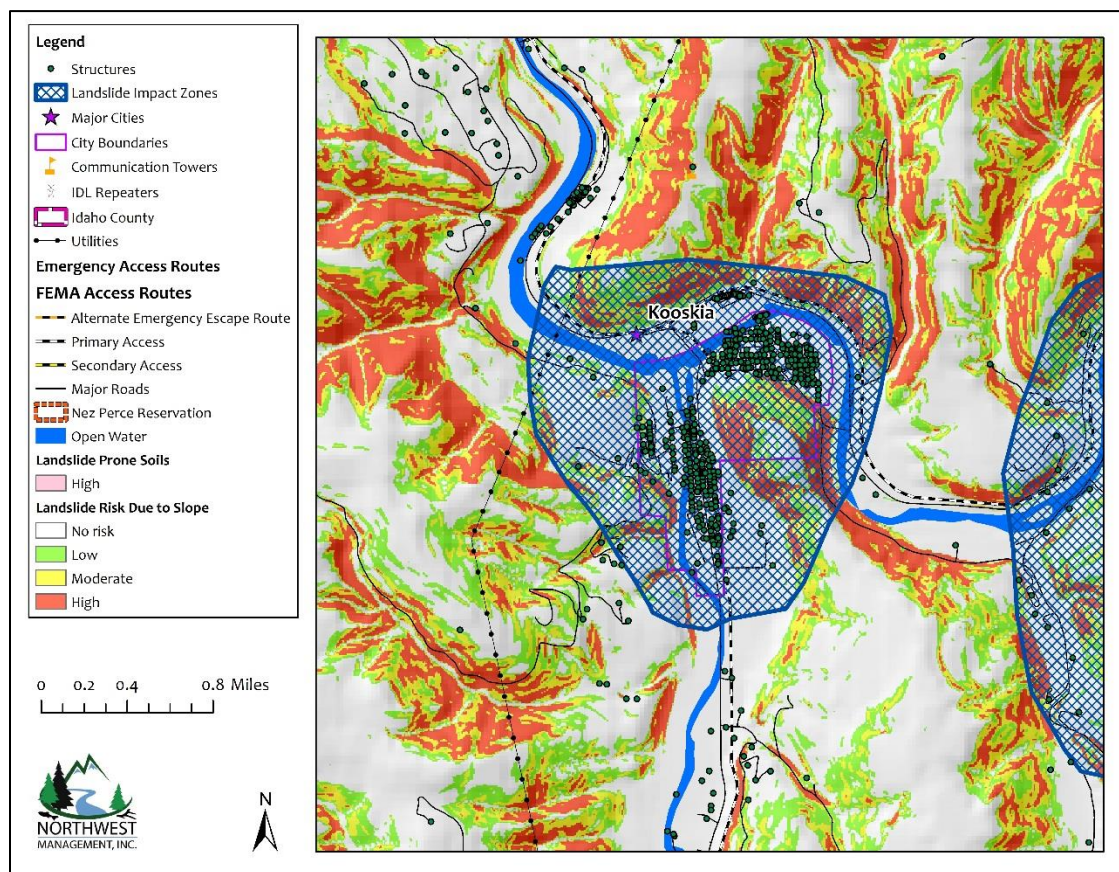 Legend
Structures
Landslide Impact Zones
Major Cities
City Boundaries
Communication Towers
IDL Repeaters
Idaho County
Utilities
Emergency Access Routes
FEMA Access Routes
Alternate Emergency Escape Route
Primary Access
Secondary Access
Major Roads
Nez Perce Reservation
Open Water
Landslide Prone Soils
High
Landslide Risk Due to Slope
No risk
Low
Moderate
High
0 0.2 0.4 0.8 Miles
NORTHWEST
MANAGEMENT, INC.
N
Kooskia